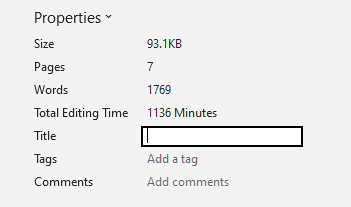 Properties
Size 93.1KB
Pages 7
Words 1769
Total Editing Time 1136 Minutes
Title
Tags Add a tag
Comments Add comments